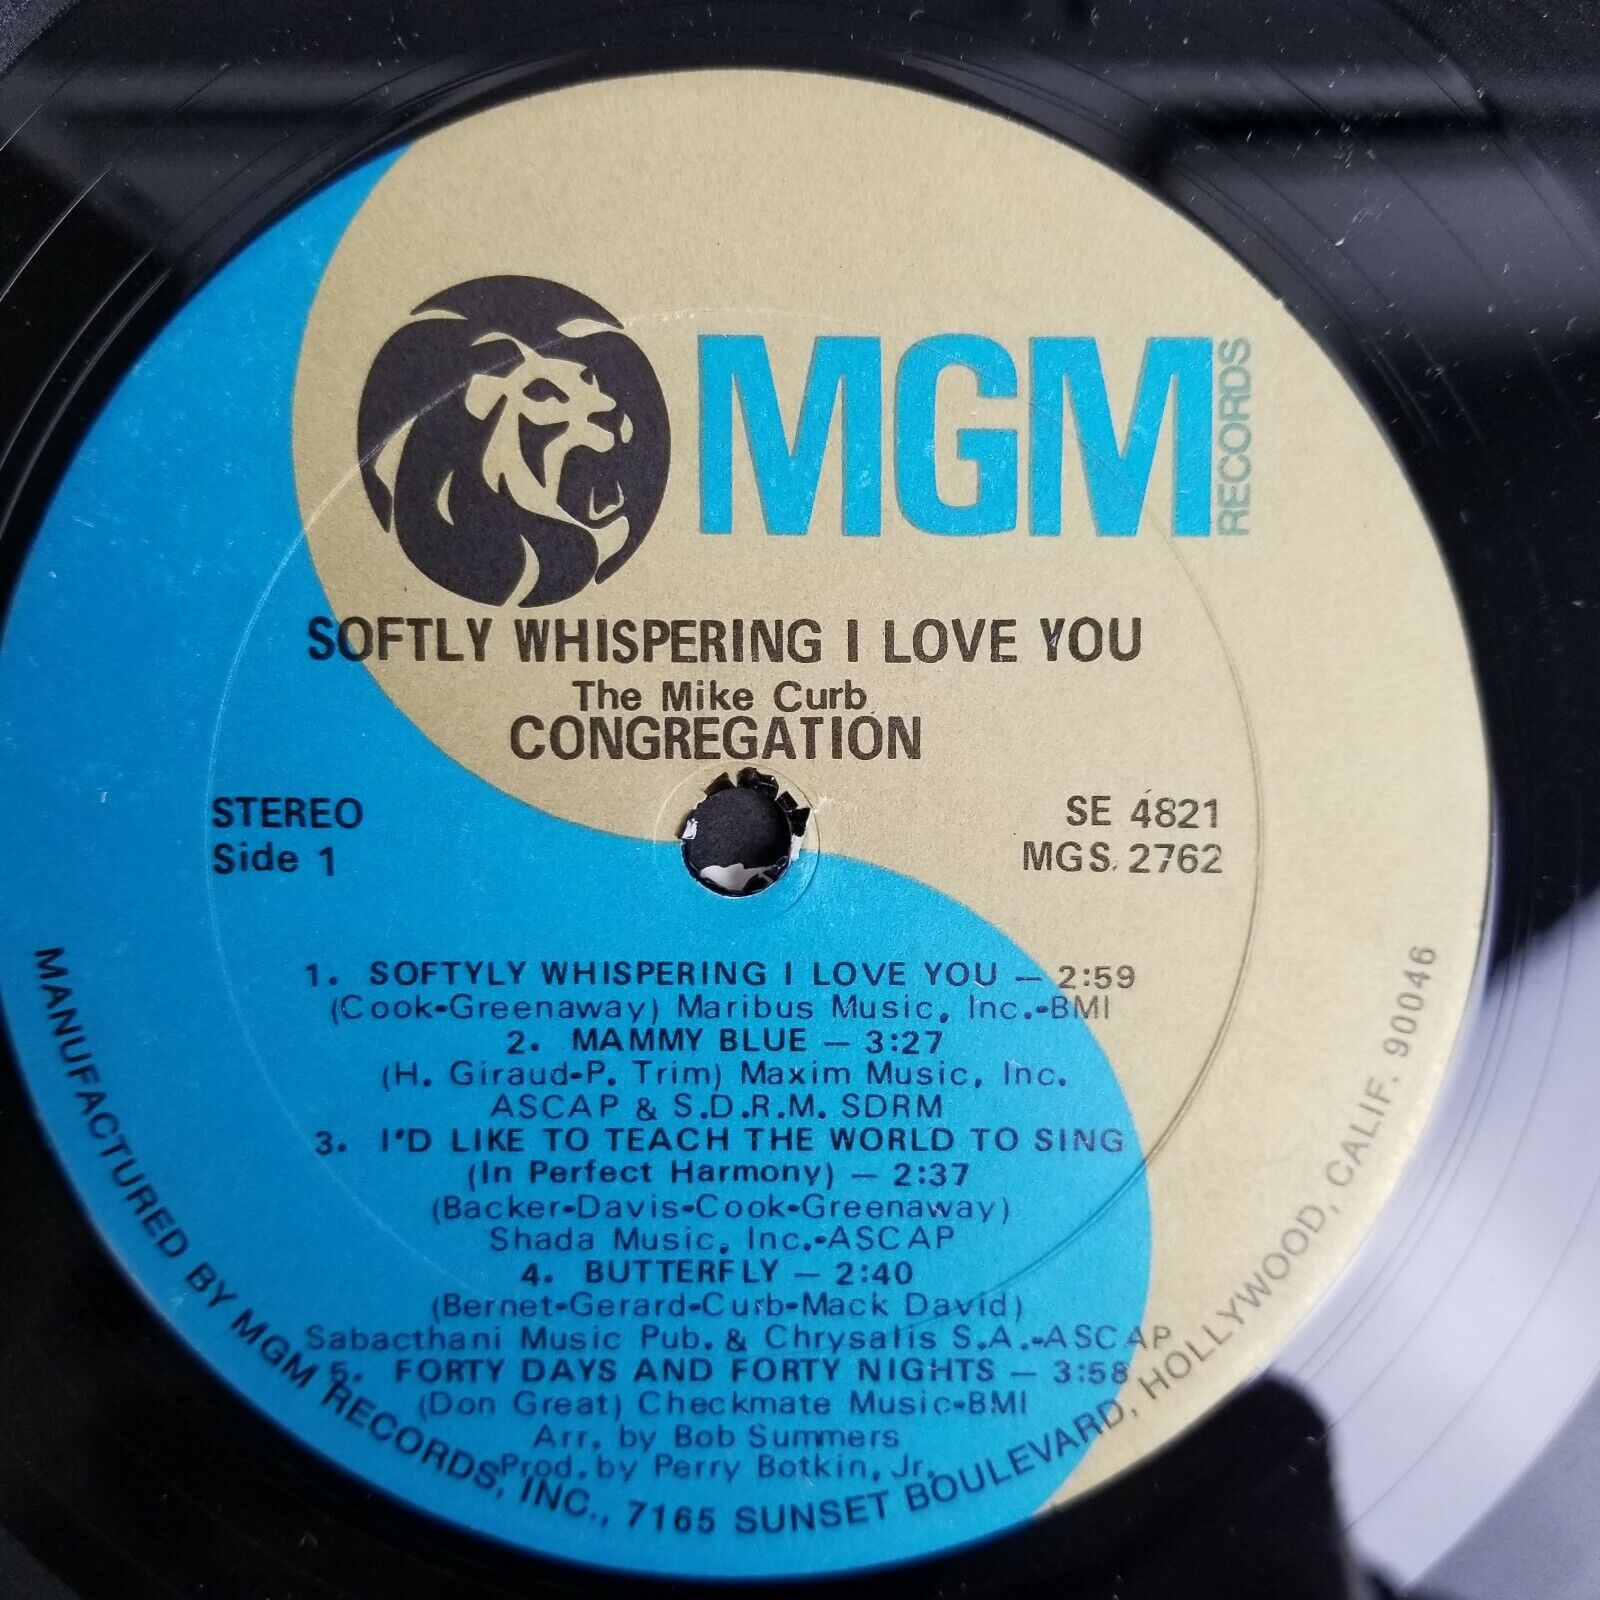 MGM
RECORDS
SOFTLY WHISPERING I LOVE YOU
The Mike Curb
CONGREGATION
STEREO
Side 1
SE 4821
MGS. 2762
1. SOFTYLY WHISPERING I LOVE YOU — 2:59
(Cook-Greenaway) Maribus Music, Inc.-BMI
2. MAMMY BLUE — 3:27
(H. Giraud-P. Trim) Maxim Music, Inc.
ASCAP & S.D.R.M. SDRM
3. I'D LIKE TO TEACH THE WORLD TO SING
(In Perfect Harmony) — 2:37
(Backer-Davis-Cook-Greenaway)
Shada Music, Inc.-ASCAP
4. BUTTERFLY — 2:40
(Bernet-Gerard-Curb-Mack David)
Sabacthani Music Pub. & Chrysalis S.A.-ASCAP
5. FORTY DAYS AND FORTY NIGHTS — 3:58
(Don Great) Checkmate Music-BMI
Arr. by Bob Summers
Prod. by Perry Botkin, Jr.
MANUFACTURED BY MGM RECORDS, INC., 7165 SUNSET BOULEVARD, HOLLYWOOD, CALIF. 90046